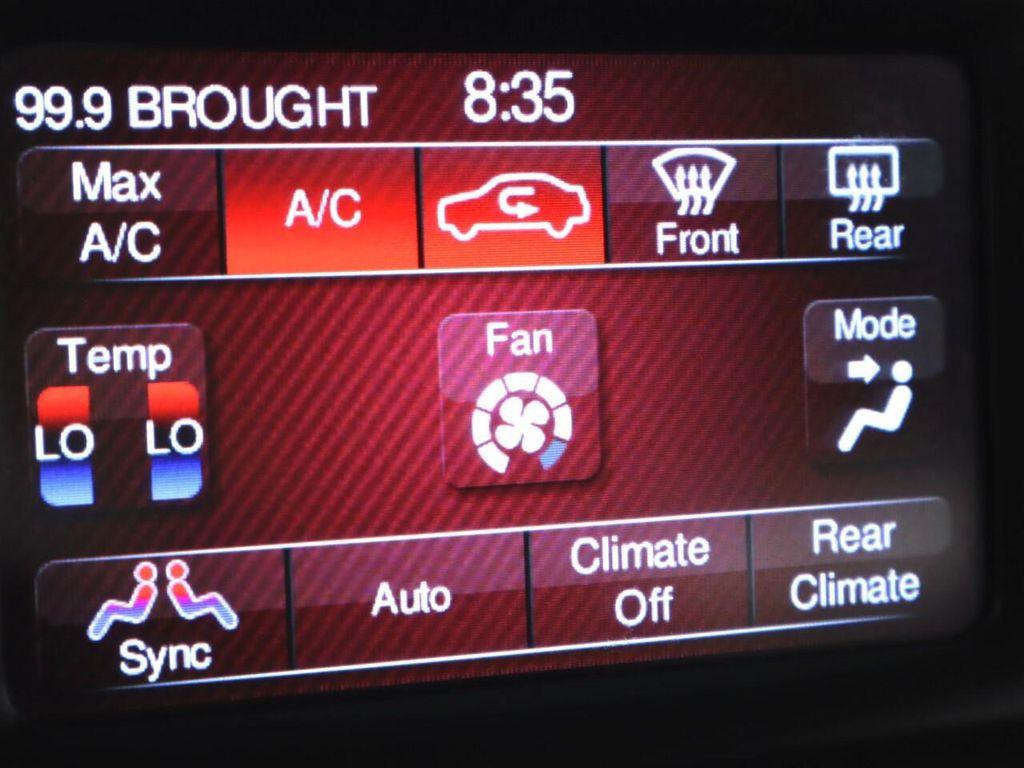 99.9 BROUGHT 8:35
Max
A/C
A/C
Front
Rear
Temp
LO LO
Fan
Mode
Sync
Auto
Climate
Off
Rear
Climate